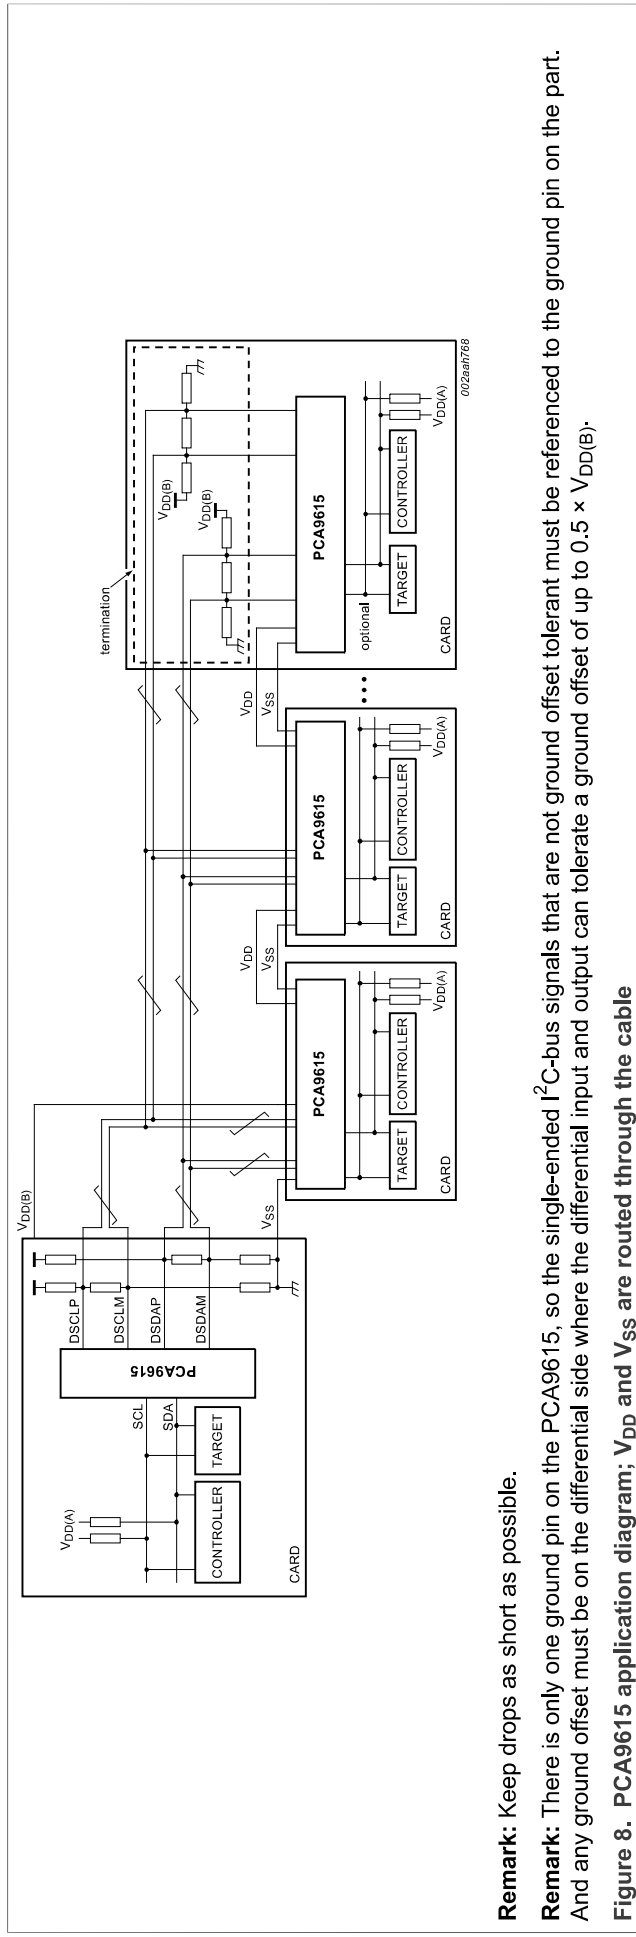 termination
VDD(B)
VDD(B)
VDD(B)
DSCLP
DSCLM
DSDAP
DSDAM
VSS
PCA9615
SCL
SDA
VDD(A)
CONTROLLER
TARGET
CARD
VDD
VSS
PCA9615
TARGET
CONTROLLER
VDD(A)
CARD
VDD
VSS
PCA9615
TARGET
CONTROLLER
VDD(A)
CARD
PCA9615
optional
TARGET
CONTROLLER
VDD(A)
CARD
002aah768
Remark: Keep drops as short as possible.
Remark: There is only one ground pin on the PCA9615, so the single-ended I²C-bus signals that are not ground offset tolerant must be referenced to the ground pin on the part.
And any ground offset must be on the differential side where the differential input and output can tolerate a ground offset of up to 0.5 × VDD(B).
Figure 8. PCA9615 application diagram; VDD and VSS are routed through the cable